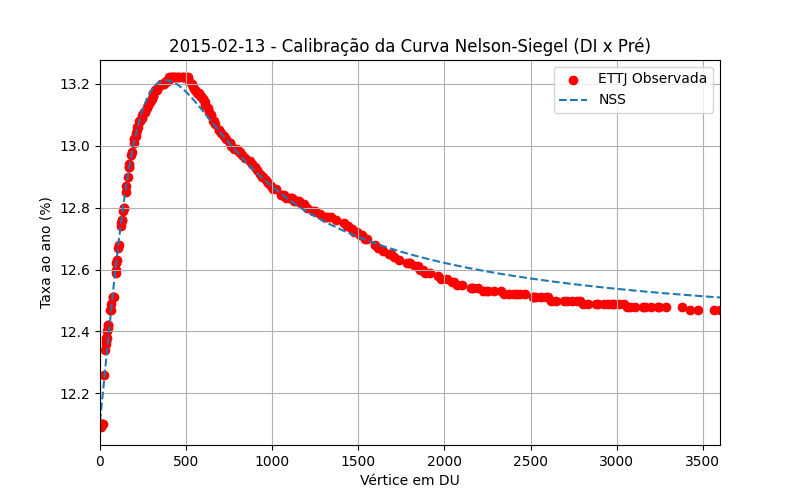 2015-02-13 - Calibração da Curva Nelson-Siegel (DI x Pré)
ETTJ Observada
NSS
Taxa ao ano (%)
13.2
13.0
12.8
12.6
12.4
12.2
0 500 1000 1500 2000 2500 3000 3500
Vértice em DU